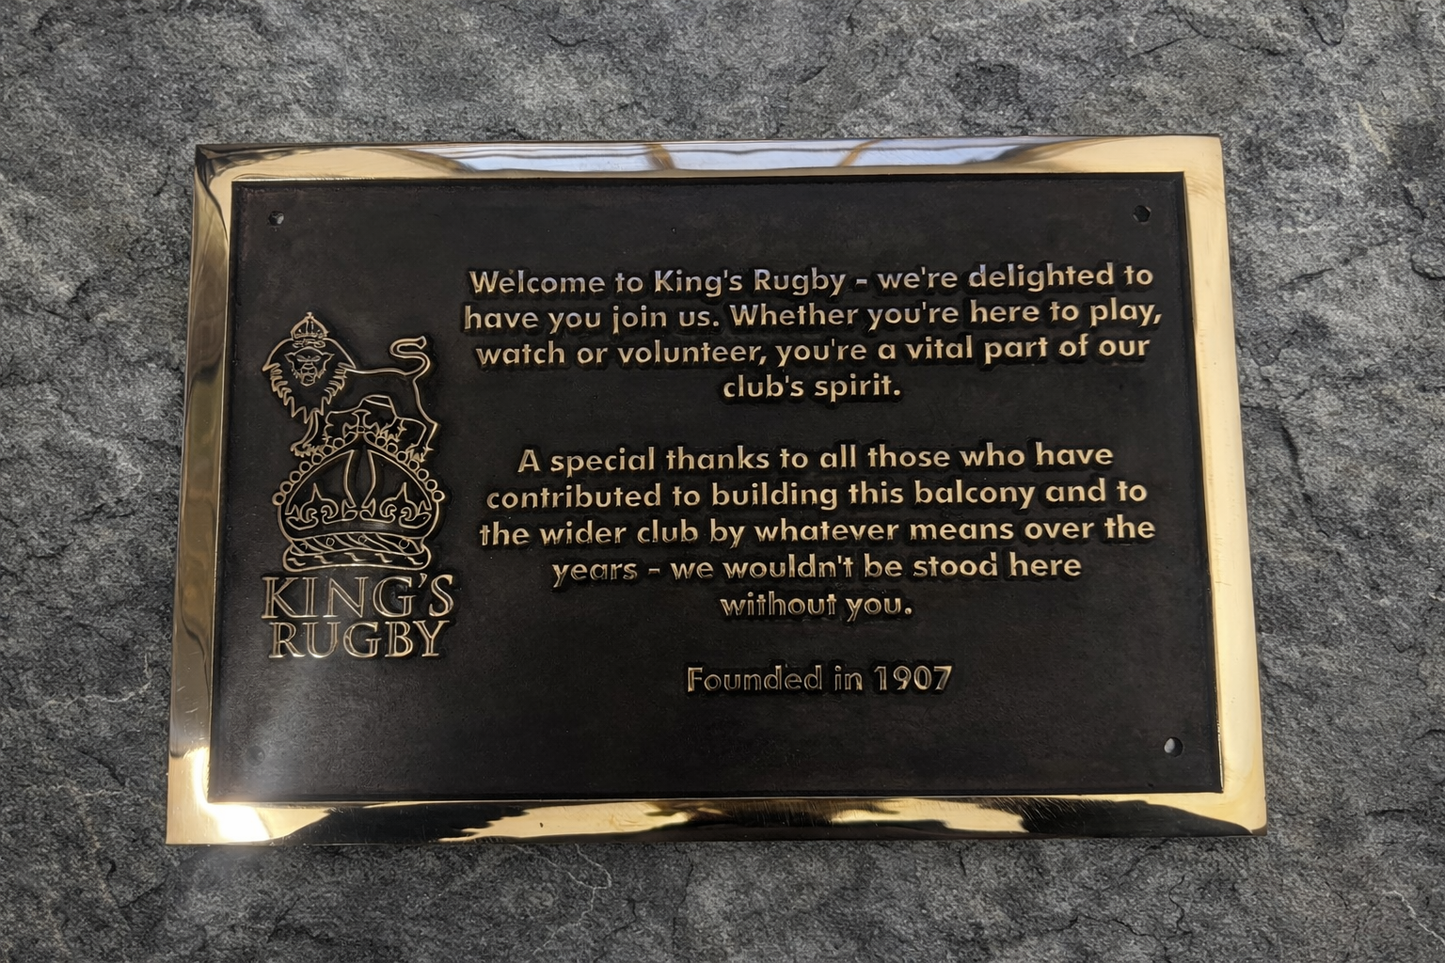 Welcome to King's Rugby - we're delighted to
have you join us. Whether you're here to play,
watch or volunteer, you're a vital part of our
club's spirit.
A special thanks to all those who have
contributed to building this balcony and to
the wider club by whatever means over the
years - we wouldn't be stood here
without you.
Founded in 1907
KING'S
RUGBY